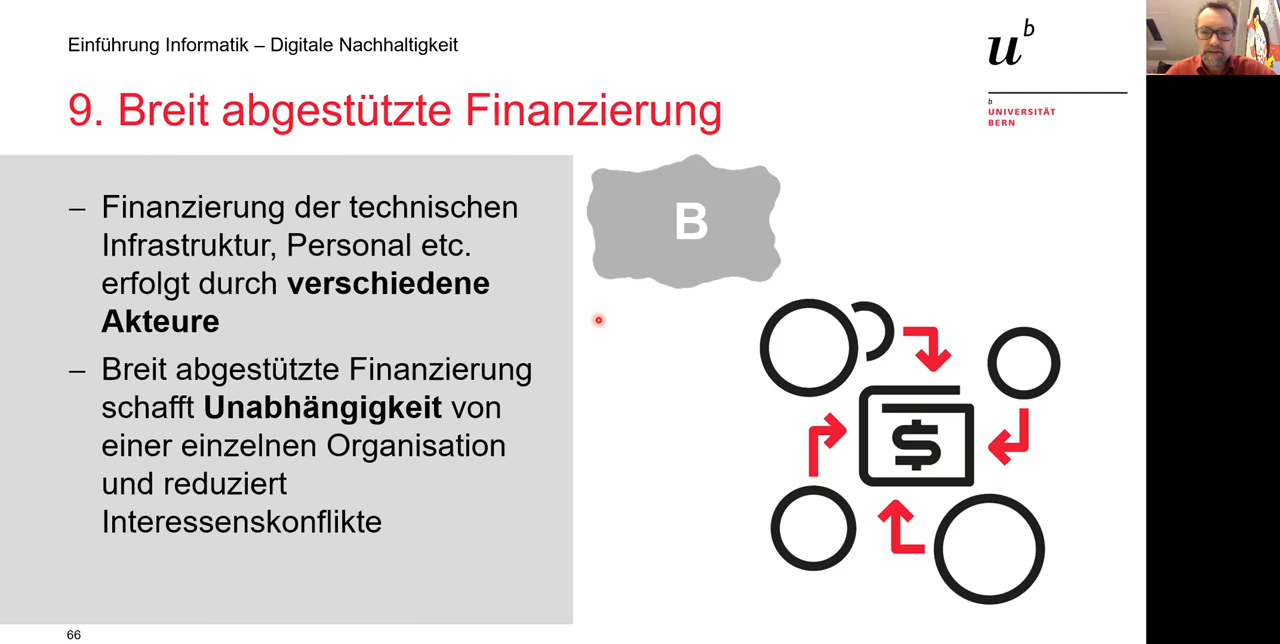 Einführung Informatik – Digitale Nachhaltigkeit
u^b
b
UNIVERSITÄT
BERN
9. Breit abgestützte Finanzierung
– Finanzierung der technischen
Infrastruktur, Personal etc.
erfolgt durch verschiedene
Akteure
– Breit abgestützte Finanzierung
schafft Unabhängigkeit von
einer einzelnen Organisation
und reduziert
Interessenskonflikte
B
$
66